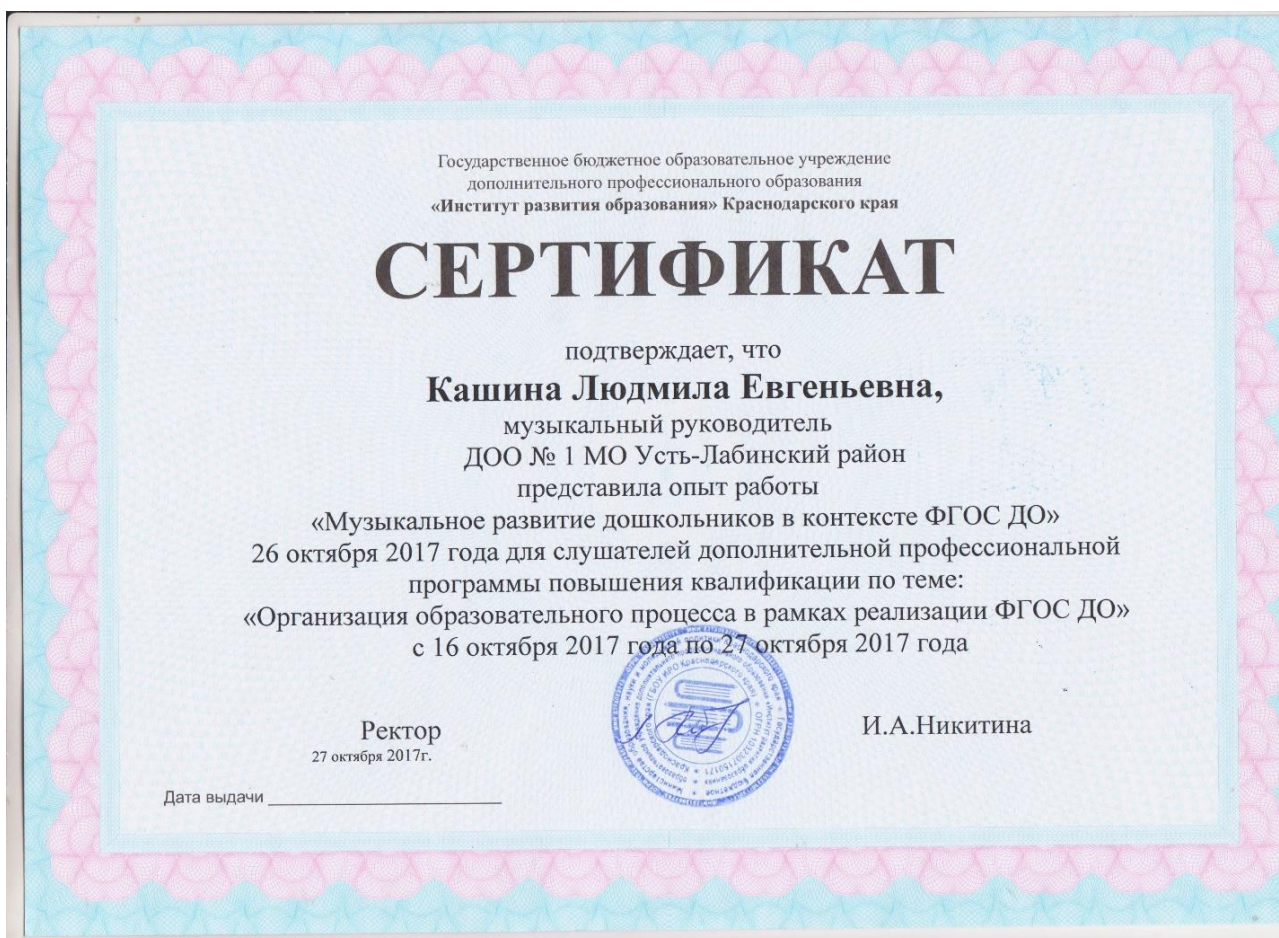 Государственное бюджетное образовательное учреждение
дополнительного профессионального образования
«Институт развития образования» Краснодарского края
СЕРТИФИКАТ
подтверждает, что
Кашина Людмила Евгеньевна,
музыкальный руководитель
ДОО № 1 МО Усть-Лабинский район
представила опыт работы
«Музыкальное развитие дошкольников в контексте ФГОС ДО»
26 октября 2017 года для слушателей дополнительной профессиональной
программы повышения квалификации по теме:
«Организация образовательного процесса в рамках реализации ФГОС ДО»
с 16 октября 2017 года по 27 октября 2017 года
Ректор
И.А.Никитина
27 октября 2017г.
Дата выдачи